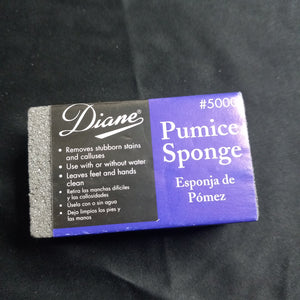 Diane®
• Removes stubborn stains
and calluses
• Use with or without water
• Leaves feet and hands
clean
• Retira las manchas difíciles
y las callosidades
• Úsela con o sin agua
• Deja limpios los pies y
las manos
#5000
Pumice
Sponge
Esponja de
Pómez